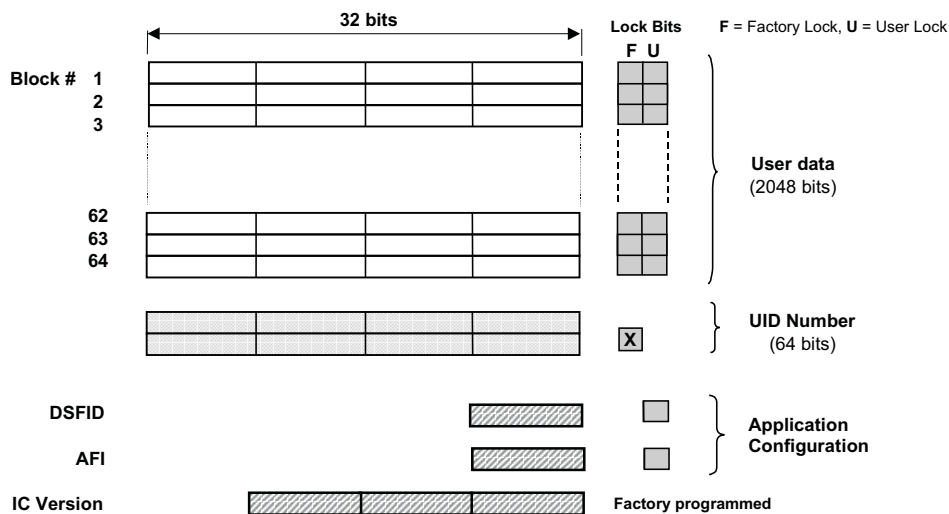 32 bits
Lock Bits
F = Factory Lock, U = User Lock
F U
Block # 1
2
3
User data
(2048 bits)
62
63
64
UID Number
(64 bits)
X
DSFID
Application
Configuration
AFI
IC Version
Factory programmed